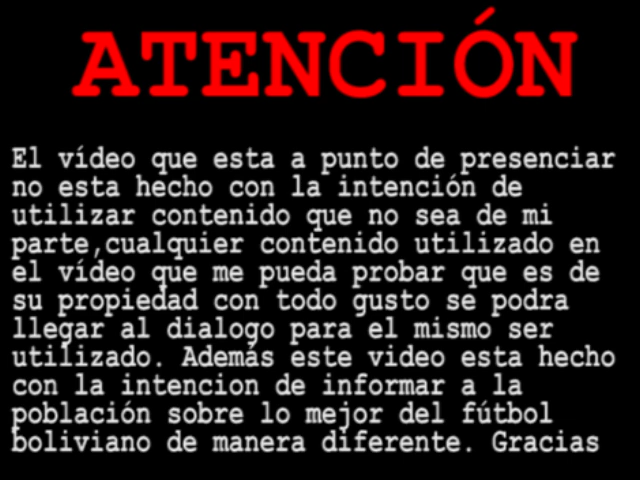 ATENCIÓN
El vídeo que esta a punto de presenciar
no esta hecho con la intención de
utilizar contenido que no sea de mi
parte,cualquier contenido utilizado en
el vídeo que me pueda probar que es de
su propiedad con todo gusto se podra
llegar al dialogo para el mismo ser
utilizado. Además este video esta hecho
con la intencion de informar a la
población sobre lo mejor del fútbol
boliviano de manera diferente. Gracias